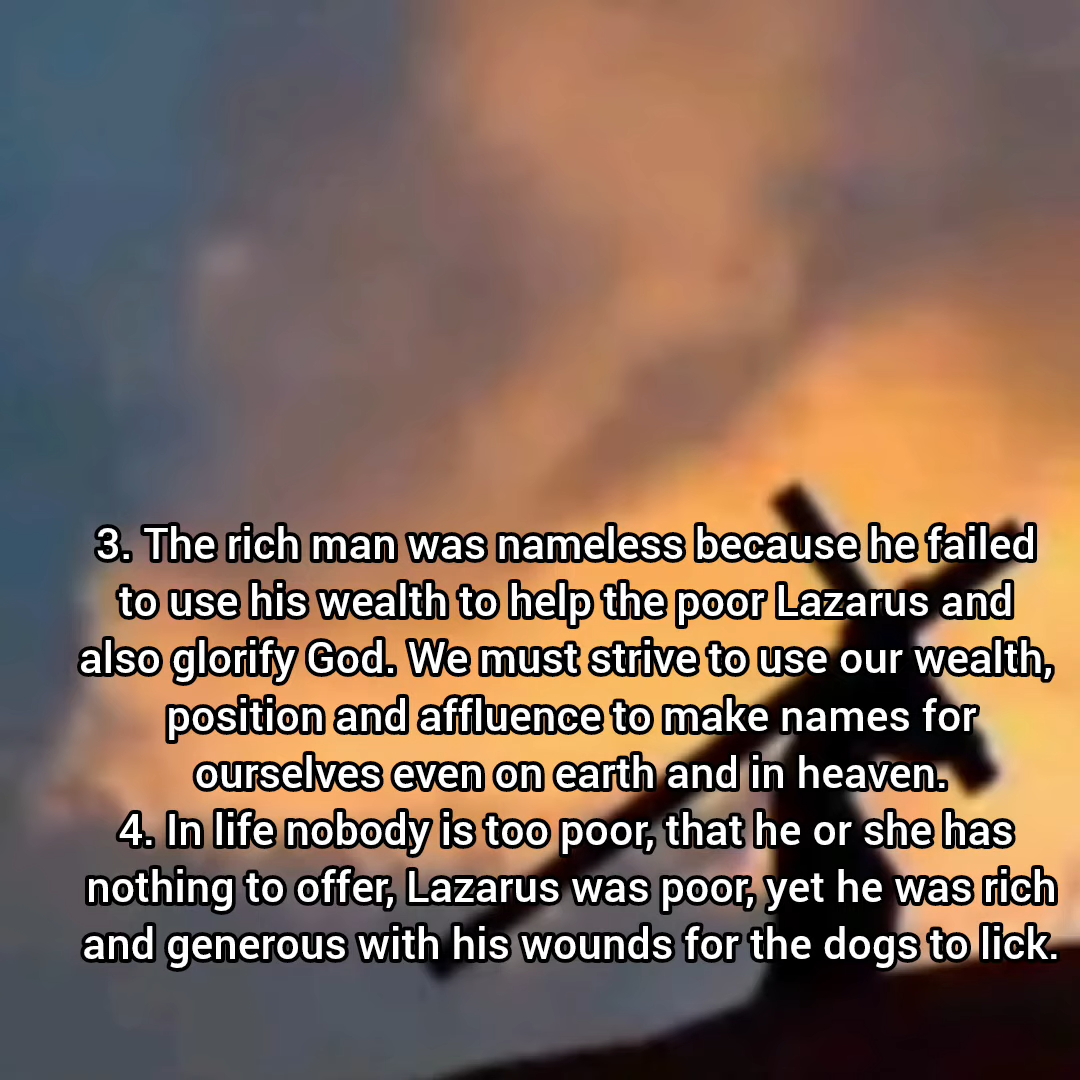 3. The rich man was nameless because he failed
to use his wealth to help the poor Lazarus and
also glorify God. We must strive to use our wealth,
position and affluence to make names for
ourselves even on earth and in heaven.
4. In life nobody is too poor, that he or she has
nothing to offer, Lazarus was poor, yet he was rich
and generous with his wounds for the dogs to lick.